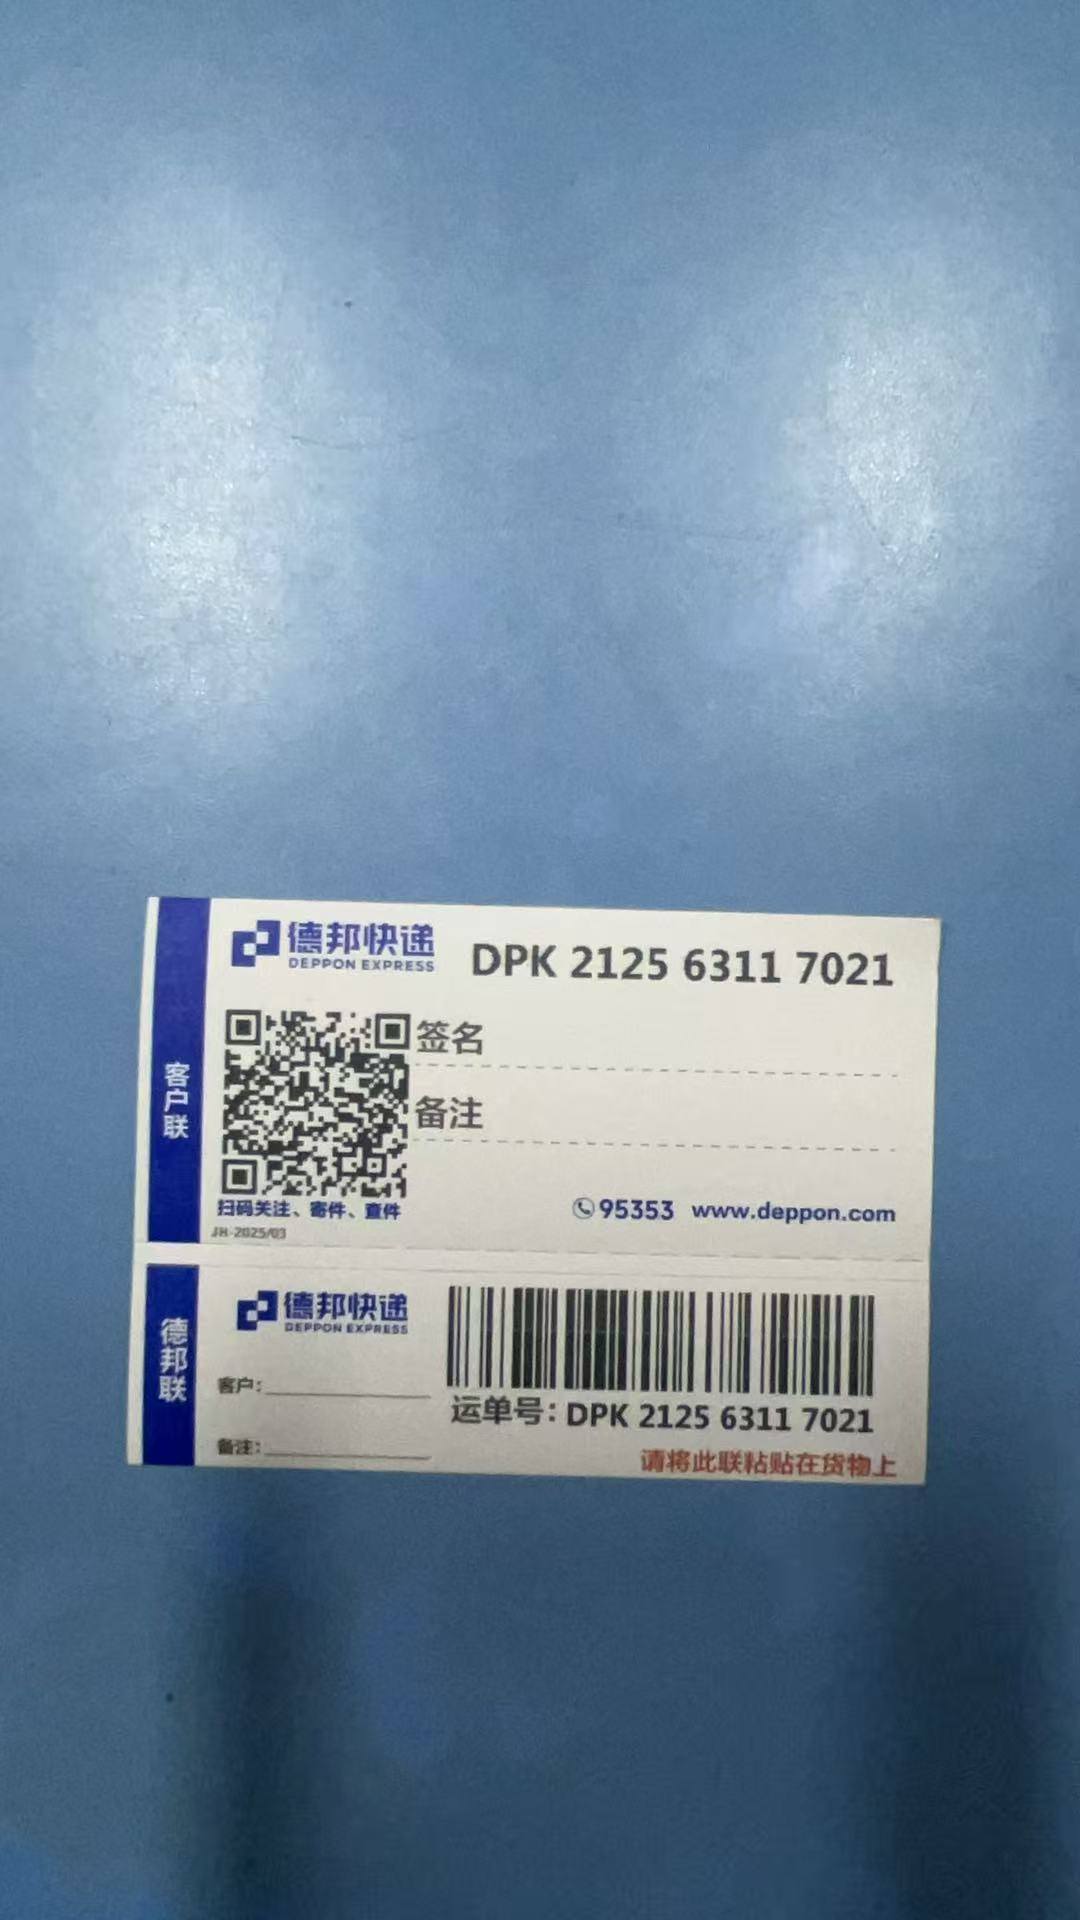 德邦快递
DEPPON EXPRESS
DPK 2125 6311 7021
客户联
签名
备注
扫码关注、寄件、查件
95353 www.deppon.com
JH-2025/03
德邦联
德邦快递
DEPPON EXPRESS
客户:
备注:
运单号: DPK 2125 6311 7021
请将此联粘贴在货物上